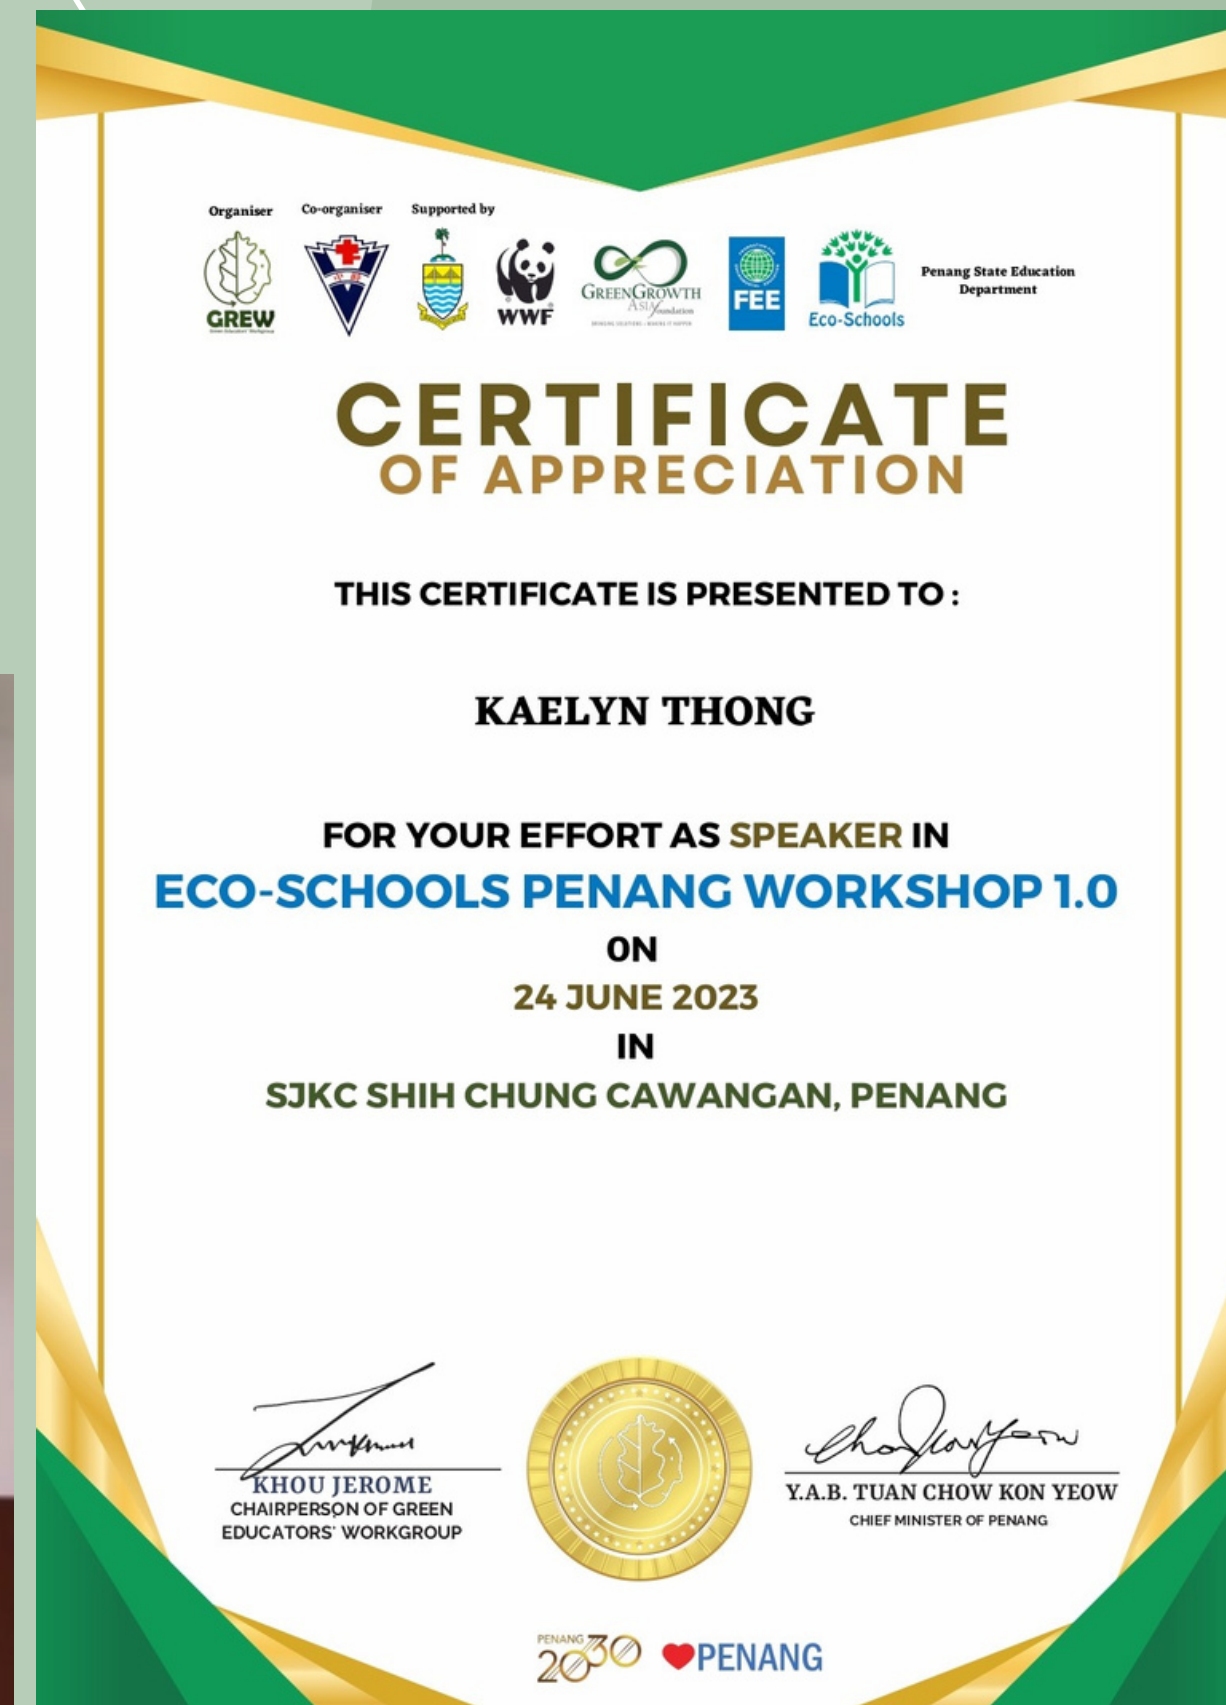 Organiser
Co-organiser
Supported by
GREW
WWF
GREENGROWTH
ASIA foundation
FEE
Eco-Schools
Penang State Education
Department
CERTIFICATE
OF APPRECIATION
THIS CERTIFICATE IS PRESENTED TO :
KAELYN THONG
FOR YOUR EFFORT AS SPEAKER IN
ECO-SCHOOLS PENANG WORKSHOP 1.0
0N
24 JUNE 2023
IN
SJKC SHIH CHUNG CAWANGAN, PENANG
KHOU JEROME
CHAIRPERSON OF GREEN
EDUCATORS' WORKGROUP
Y.A.B. TUAN CHOW KON YEOW
CHIEF MINISTER OF PENANG
PENANG
2030
PENANG